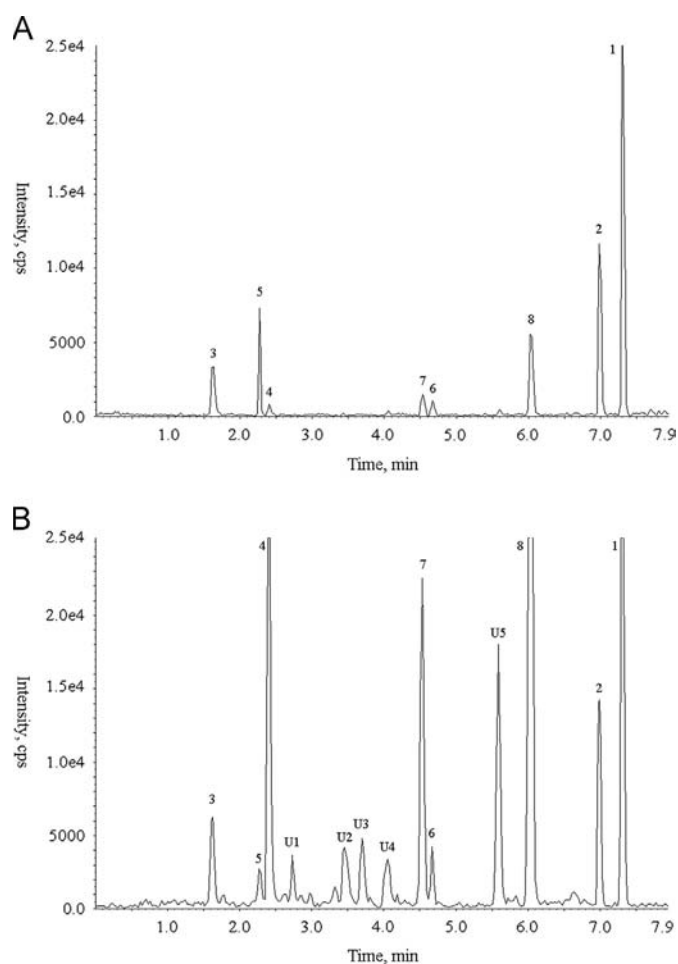 A
2.5e4
2.0e4
1.5e4
1.0e4
5000
0.0
Intensity, cps
3
5
4
7
6
8
2
1
1.0 2.0 3.0 4.0 5.0 6.0 7.0 7.9
Time, min
B
2.5e4
2.0e4
1.5e4
1.0e4
5000
0.0
Intensity, cps
3
5
4
U1
U2
U3
U4
7
6
U5
8
2
1
1.0 2.0 3.0 4.0 5.0 6.0 7.0 7.9
Time, min